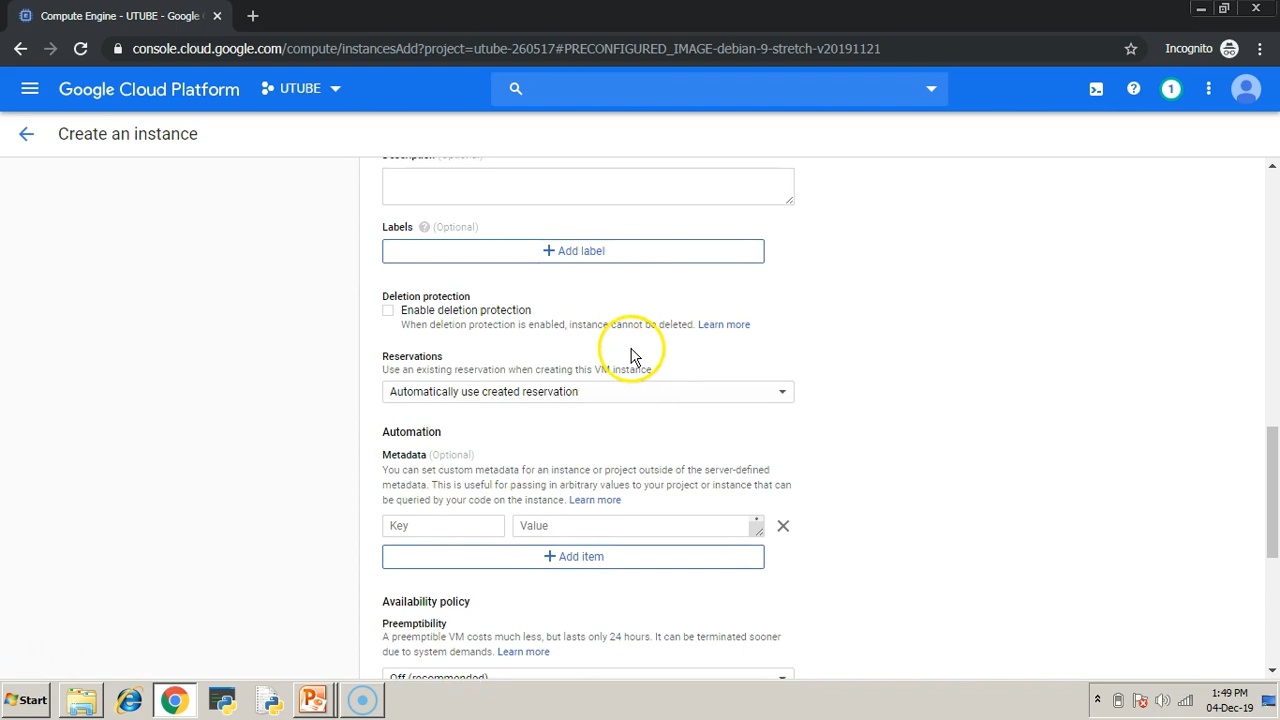 Compute Engine - UTUBE - Google
console.cloud.google.com/compute/instancesAdd?project=utube-260517#PRECONFIGURED_IMAGE-debian-9-stretch-v20191121
Incognito
Google Cloud Platform
UTUBE
1
Create an instance
Description (Optional)
Labels (Optional)
+ Add label
Deletion protection
Enable deletion protection
When deletion protection is enabled, instance cannot be deleted. Learn more
Reservations
Use an existing reservation when creating this VM instance.
Automatically use created reservation
Automation
Metadata (Optional)
You can set custom metadata for an instance or project outside of the server-defined
metadata. This is useful for passing in arbitrary values to your project or instance that can
be queried by your code on the instance. Learn more
Key
Value
+ Add item
Availability policy
Preemptibility
A preemptible VM costs much less, but lasts only 24 hours. It can be terminated sooner
due to system demands. Learn more
Off (recommended)
Start
1:49 PM
04-Dec-19